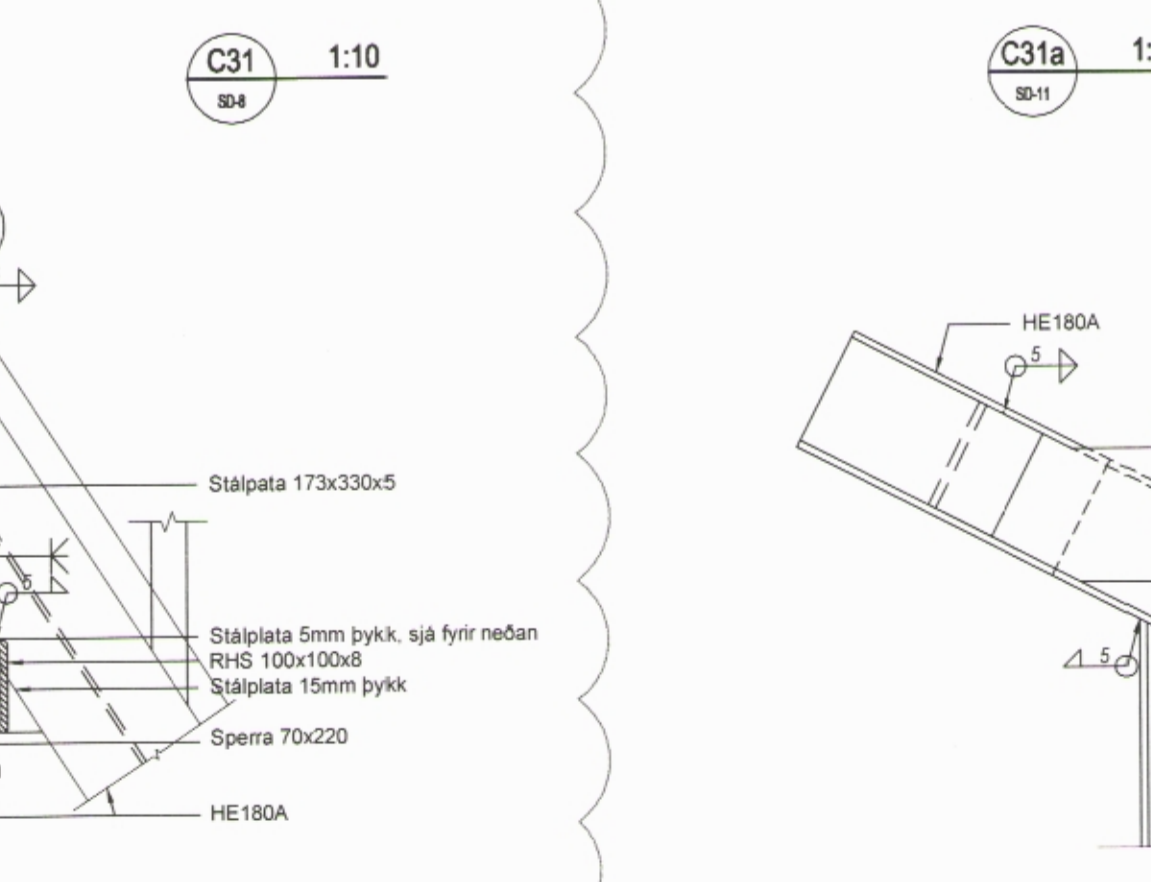 C31 1:10
SD-8
Stálpata 173x330x5
5
Stálplata 5mm þykk, sjá fyrir neðan
RHS 100x100x8
Stálplata 15mm þykk
Sperra 70x220
HE180A
C31a 1:
SD-11
HE180A
5
5